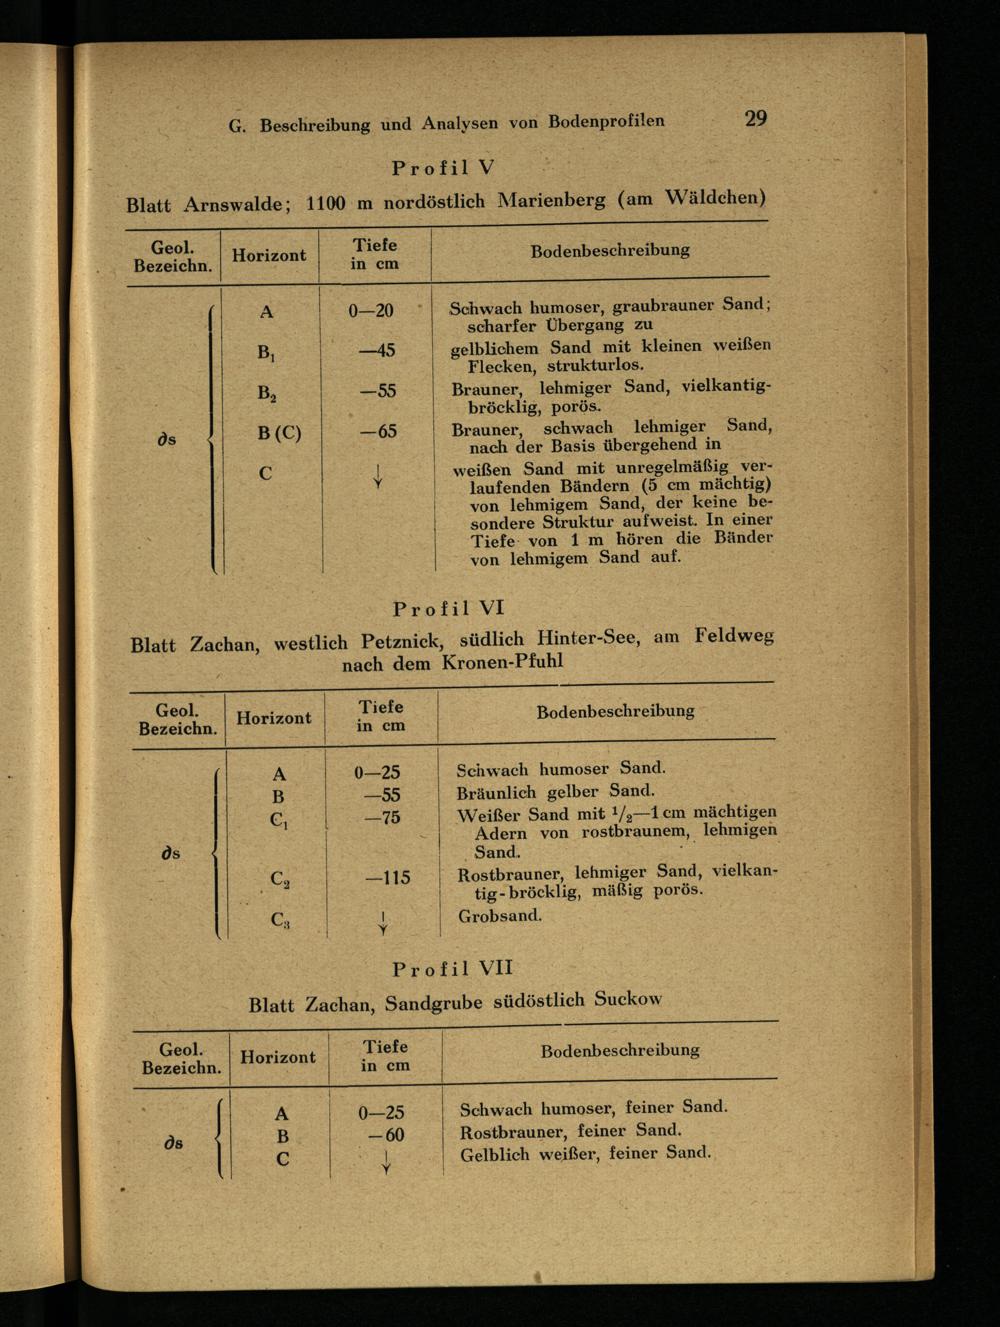 G. Beschreibung und Analysen von Bodenprofilen 29
Profil V
Blatt Arnswalde; 1100 m nordöstlich Marienberg (am Wäldchen)
Geol. Bezeichn. Horizont Tiefe in cm Bodenbeschreibung
A 0—20 Schwach humoser, graubrauner Sand;
scharfer Übergang zu
B₁ —45 gelblichem Sand mit kleinen weißen
Flecken, strukturlos.
B₂ —55 Brauner, lehmiger Sand, vielkantig-
bröcklig, porös.
∂s B (C) —65 Brauner, schwach lehmiger Sand,
nach der Basis übergehend in
C ↓ weißen Sand mit unregelmäßig ver-
laufenden Bändern (5 cm mächtig)
von lehmigem Sand, der keine be-
sondere Struktur aufweist. In einer
Tiefe von 1 m hören die Bänder
von lehmigem Sand auf.
Profil VI
Blatt Zachan, westlich Petznick, südlich Hinter-See, am Feldweg
nach dem Kronen-Pfuhl
Geol. Bezeichn. Horizont Tiefe in cm Bodenbeschreibung
A 0—25 Schwach humoser Sand.
B —55 Bräunlich gelber Sand.
C₁ —75 Weißer Sand mit ½—1 cm mächtigen
Adern von rostbraunem, lehmigen
∂s Sand.
C₂ —115 Rostbrauner, lehmiger Sand, vielkan-
tig-bröcklig, mäßig porös.
C₃ ↓ Grobsand.
Profil VII
Blatt Zachan, Sandgrube südöstlich Suckow
Geol. Bezeichn. Horizont Tiefe in cm Bodenbeschreibung
A 0—25 Schwach humoser, feiner Sand.
∂s B —60 Rostbrauner, feiner Sand.
C ↓ Gelblich weißer, feiner Sand.